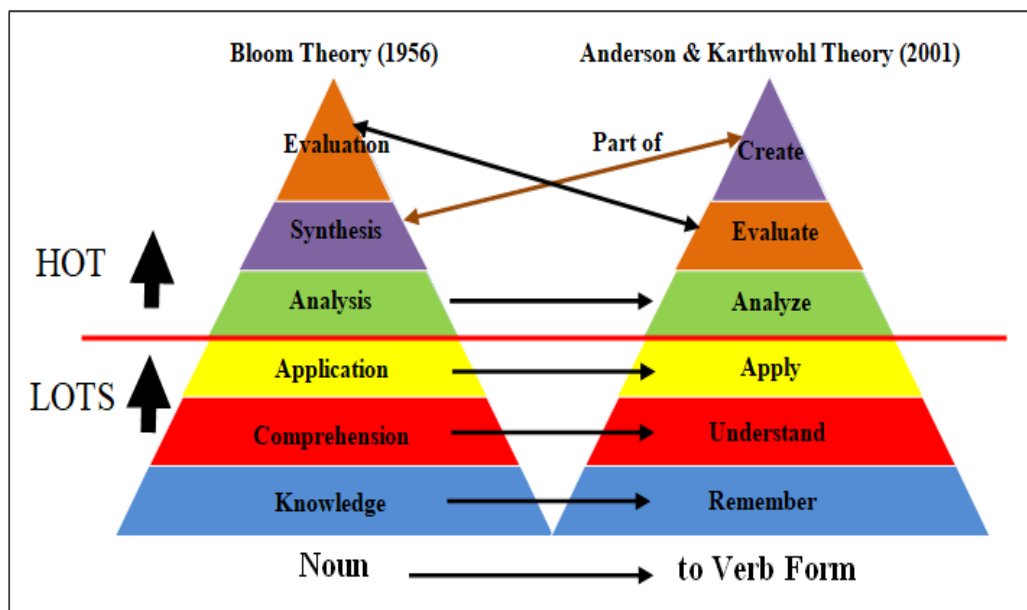 Bloom Theory (1956)
Anderson & Karthwohl Theory (2001)
Evaluation
Part of
Create
Synthesis
Evaluate
HOT
Analysis
Analyze
LOTS
Application
Apply
Comprehension
Understand
Knowledge
Remember
Noun
to Verb Form